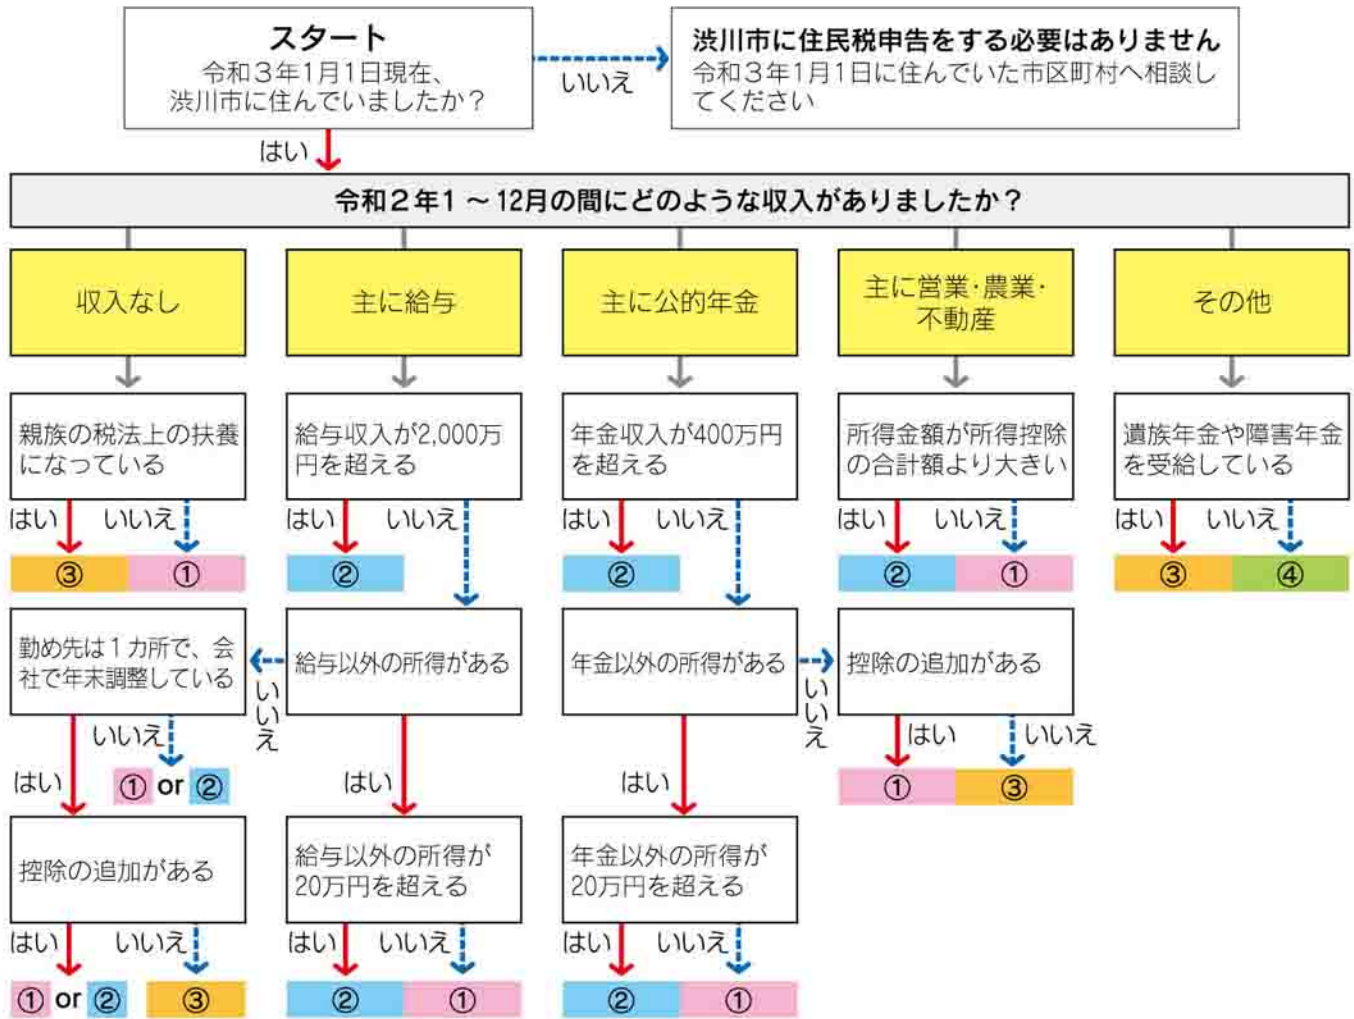 スタート
令和3年1月1日現在、
渋川市に住んでいましたか？
いいえ
渋川市に住民税申告をする必要はありません
令和3年1月1日に住んでいた市区町村へ相談し
てください
はい
令和2年1～12月の間にどのような収入がありましたか？
収入なし
主に給与
主に公的年金
主に営業・農業・
不動産
その他
親族の税法上の扶養
になっている
給与収入が2,000万
円を超える
年金収入が400万円
を超える
所得金額が所得控除
の合計額より大きい
遺族年金や障害年金
を受給している
はい いいえ
はい いいえ
はい いいえ
はい いいえ
はい いいえ
③ ①
②
②
② ①
③ ④
勤め先は1カ所で、会
社で年末調整している
いいえ
給与以外の所得がある
年金以外の所得がある
いいえ
控除の追加がある
いいえ
はい
① or ②
はい
はい
はい いいえ
① ③
控除の追加がある
給与以外の所得が
20万円を超える
年金以外の所得が
20万円を超える
はい いいえ
はい いいえ
はい いいえ
① or ② ③
② ①
② ①